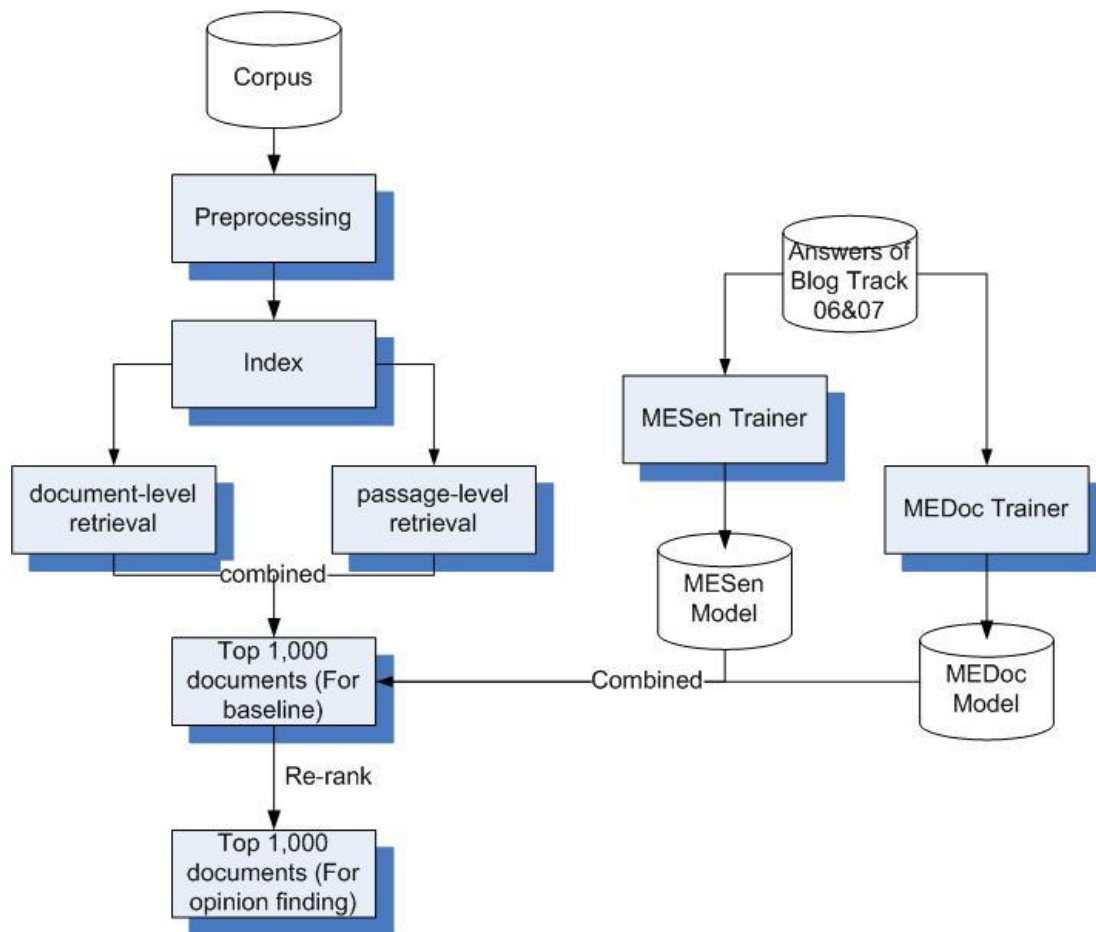 Corpus
Preprocessing
Answers of
Blog Track
06&07
Index
MESen Trainer
document-level
retrieval
passage-level
retrieval
MEDoc Trainer
combined
MESen
Model
Top 1,000
documents (For
baseline)
Combined
MEDoc
Model
Re-rank
Top 1,000
documents (For
opinion finding)